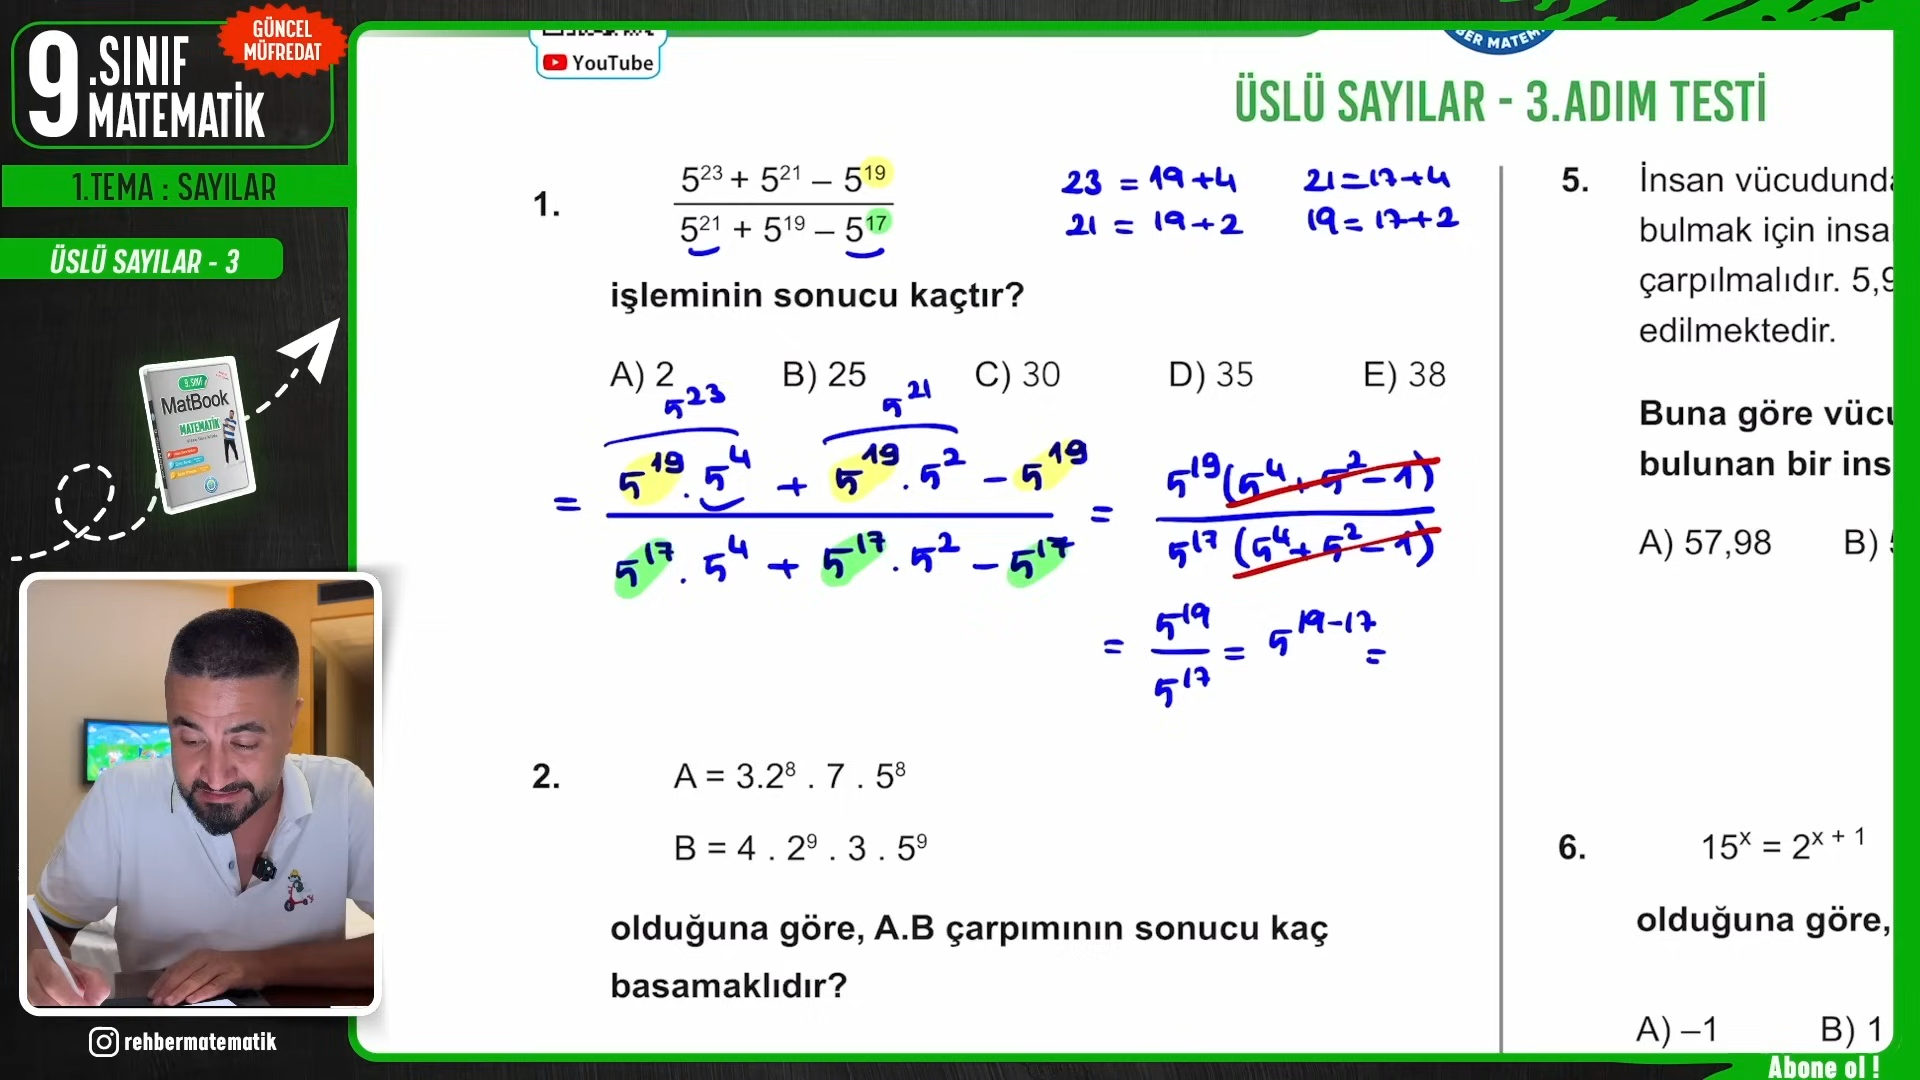 9.SINIF
MATEMATİK
GÜNCEL
MÜFREDAT
1.TEMA : SAYILAR
ÜSLÜ SAYILAR - 3
9. SINIF
MatBook
MATEMATİK
rehbermatematik
YouTube
ÜSLÜ SAYILAR - 3.ADIM TESTİ
1.
5²³ + 5²¹ – 5¹⁹
5²¹ + 5¹⁹ – 5¹⁷
23 = 19+4 21=17+4
21 = 19+2 19=17+2
işleminin sonucu kaçtır?
A) 2 B) 25 C) 30 D) 35 E) 38
5²³ 5²¹
= 5¹⁹ . 5⁴ + 5¹⁹ . 5² – 5¹⁹ = 5¹⁹(5⁴+5²–1)
5¹⁷ . 5⁴ + 5¹⁷ . 5² – 5¹⁷ 5¹⁷(5⁴+5²–1)
= 5¹⁹ = 5¹⁹⁻¹⁷ =
5¹⁷
2. A = 3.2⁸ . 7 . 5⁸
B = 4 . 2⁹ . 3 . 5⁹
olduğuna göre, A.B çarpımının sonucu kaç
basamaklıdır?
5. İnsan vücudund
bulmak için insa
çarpılmalıdır. 5,9
edilmektedir.
Buna göre vücu
bulunan bir ins
A) 57,98 B)
6. 15ˣ = 2ˣ ⁺ ¹
olduğuna göre,
A) –1 B) 1
Abone ol !